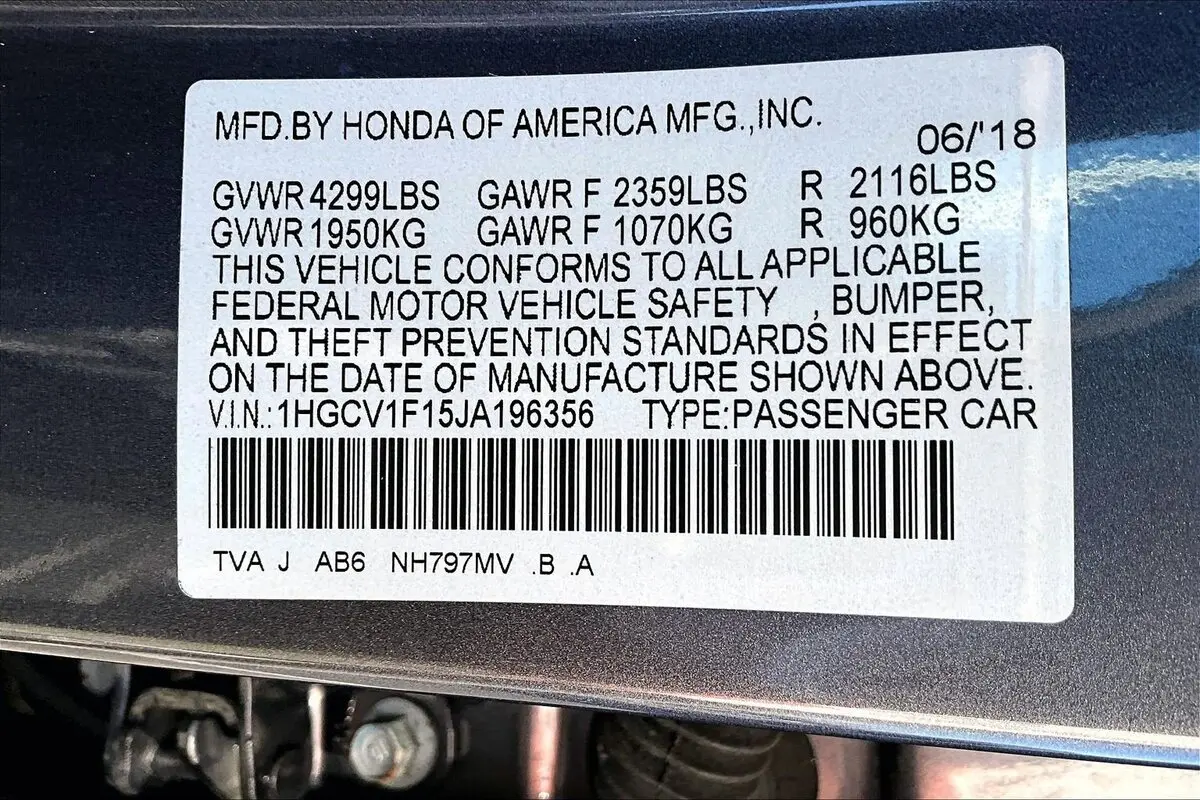 MFD.BY HONDA OF AMERICA MFG.,INC.
06/'18
GVWR 4299LBS GAWR F 2359LBS R 2116LBS
GVWR 1950KG GAWR F 1070KG R 960KG
THIS VEHICLE CONFORMS TO ALL APPLICABLE
FEDERAL MOTOR VEHICLE SAFETY , BUMPER,
AND THEFT PREVENTION STANDARDS IN EFFECT
ON THE DATE OF MANUFACTURE SHOWN ABOVE.
V.I.N.: 1HGCV1F15JA196356 TYPE:PASSENGER CAR
TVA J AB6 NH797MV .B .A